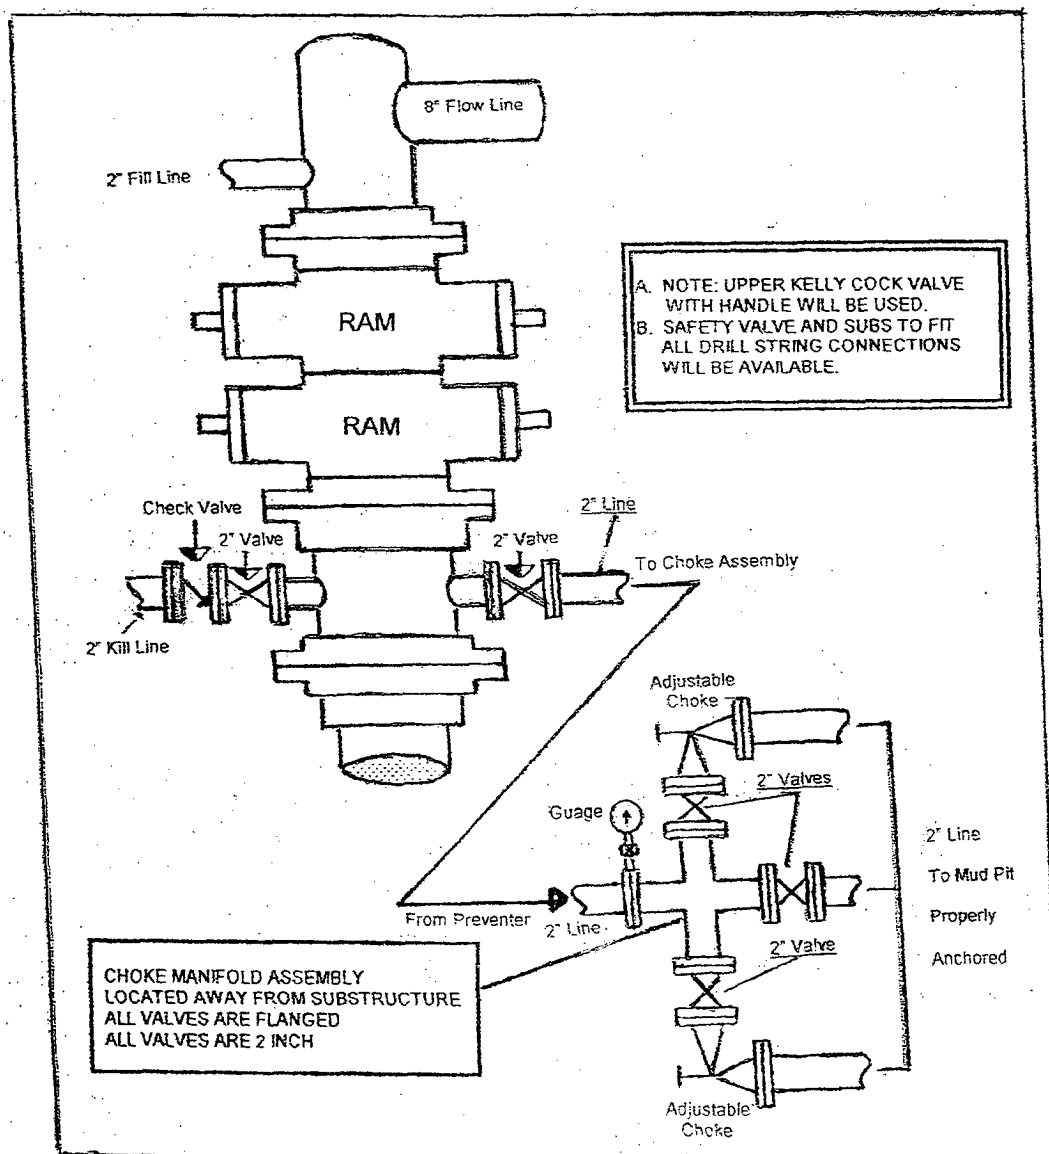 8" Flow Line
2" Fill Line
A. NOTE: UPPER KELLY COCK VALVE
WITH HANDLE WILL BE USED.
B. SAFETY VALVE AND SUBS TO FIT
ALL DRILL STRING CONNECTIONS
WILL BE AVAILABLE.
RAM
RAM
Check Valve
2" Valve
2" Valve
2" Line
To Choke Assembly
2" Kill Line
Adjustable
Choke
2" Valves
Guage
2" Line
To Mud Pit
Properly
Anchored
From Preventer
2" Line
2" Valve
CHOKE MANIFOLD ASSEMBLY
LOCATED AWAY FROM SUBSTRUCTURE
ALL VALVES ARE FLANGED
ALL VALVES ARE 2 INCH
Adjustable
Choke